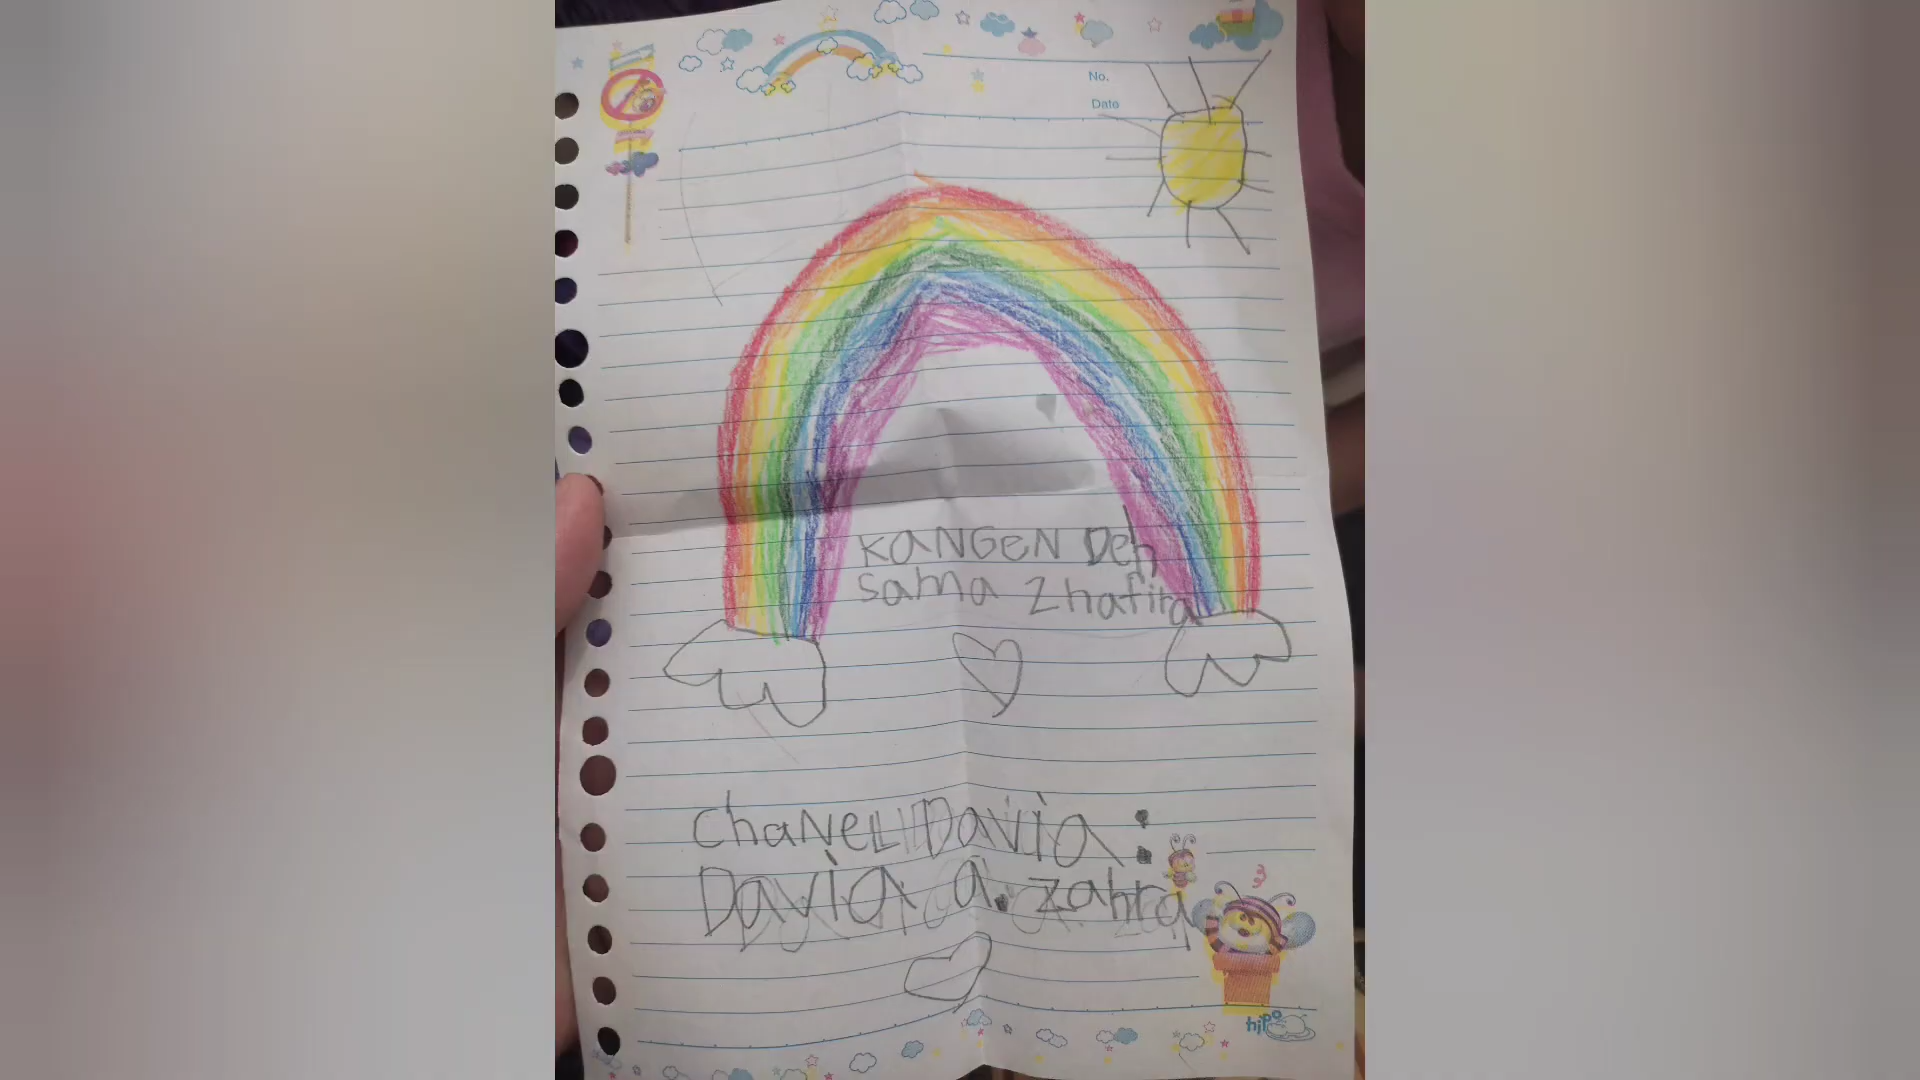 No.
Date
KaNGeN Deh
sama Zhafira
ChaNeL Davia :
Davia a. zahra
hipo